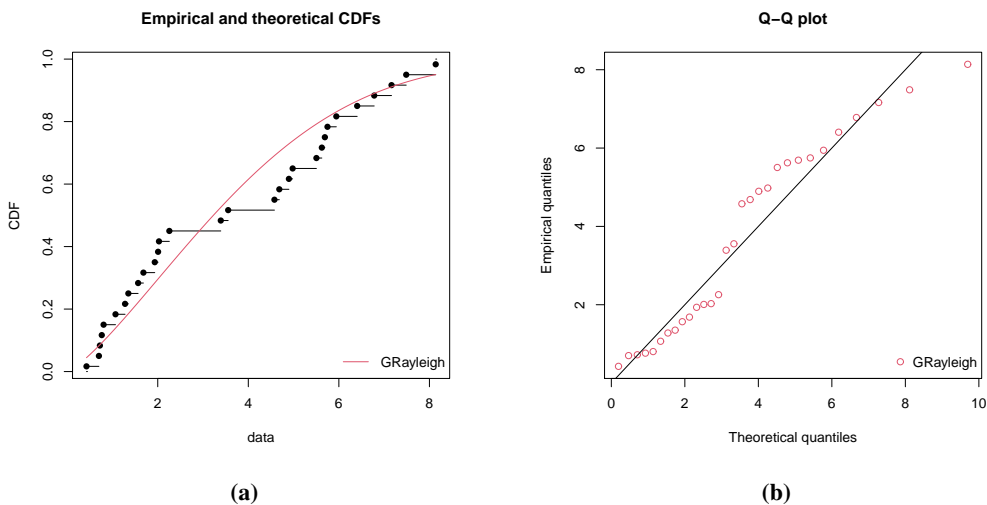 Empirical and theoretical CDFs
CDF
0.0 0.2 0.4 0.6 0.8 1.0
GRayleigh
2 4 6 8
data
(a)
Q−Q plot
Empirical quantiles
2 4 6 8
GRayleigh
0 2 4 6 8 10
Theoretical quantiles
(b)